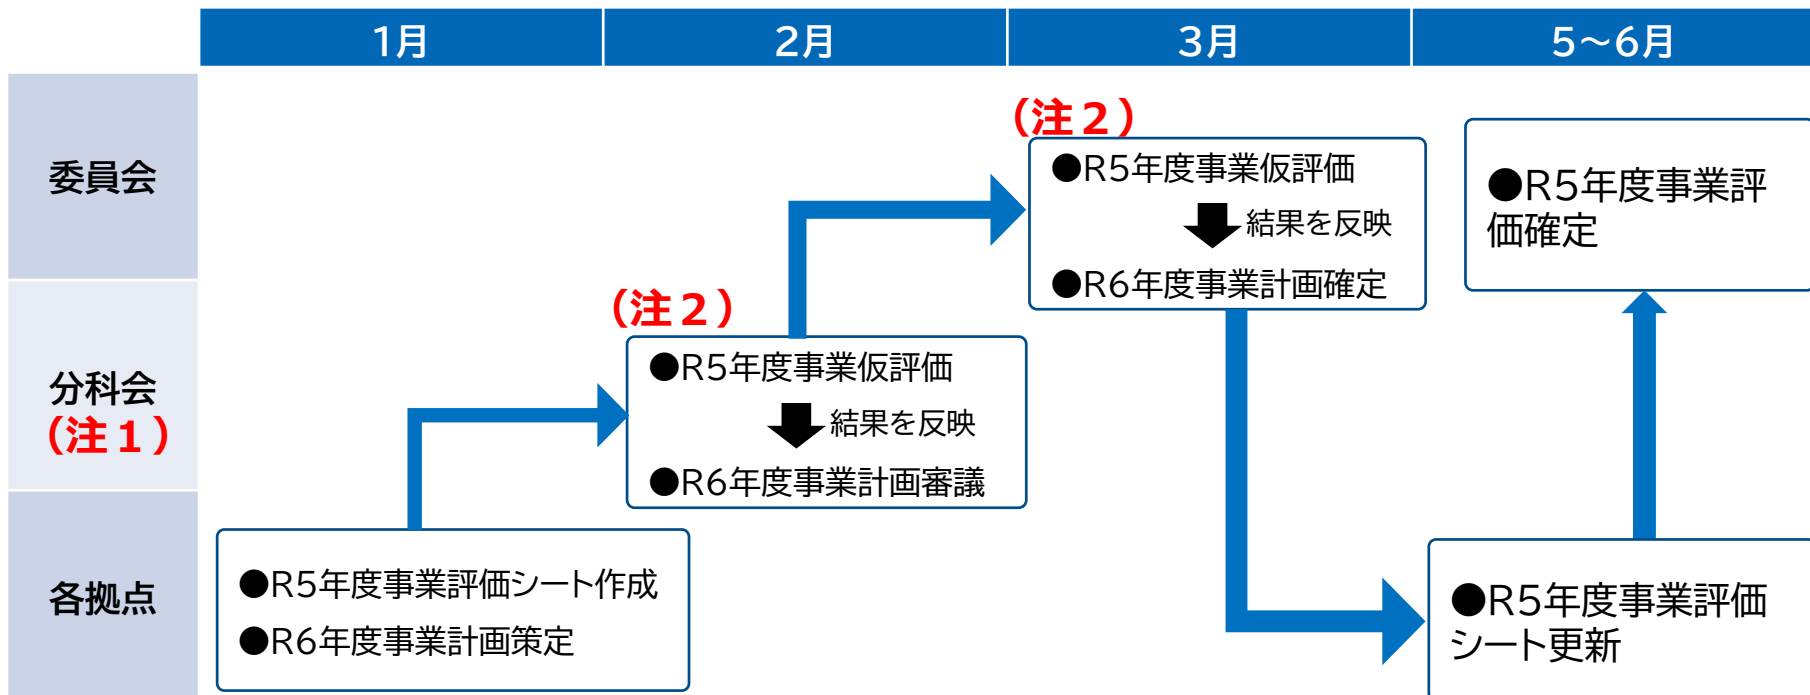 1月
2月
3月
5～6月
委員会
(注２)
●R5年度事業仮評価
結果を反映
●R6年度事業計画確定
●R5年度事業評
価確定
分科会
(注１)
(注２)
●R5年度事業仮評価
結果を反映
●R6年度事業計画審議
各拠点
●R5年度事業評価シート作成
●R6年度事業計画策定
●R5年度事業評価
シート更新